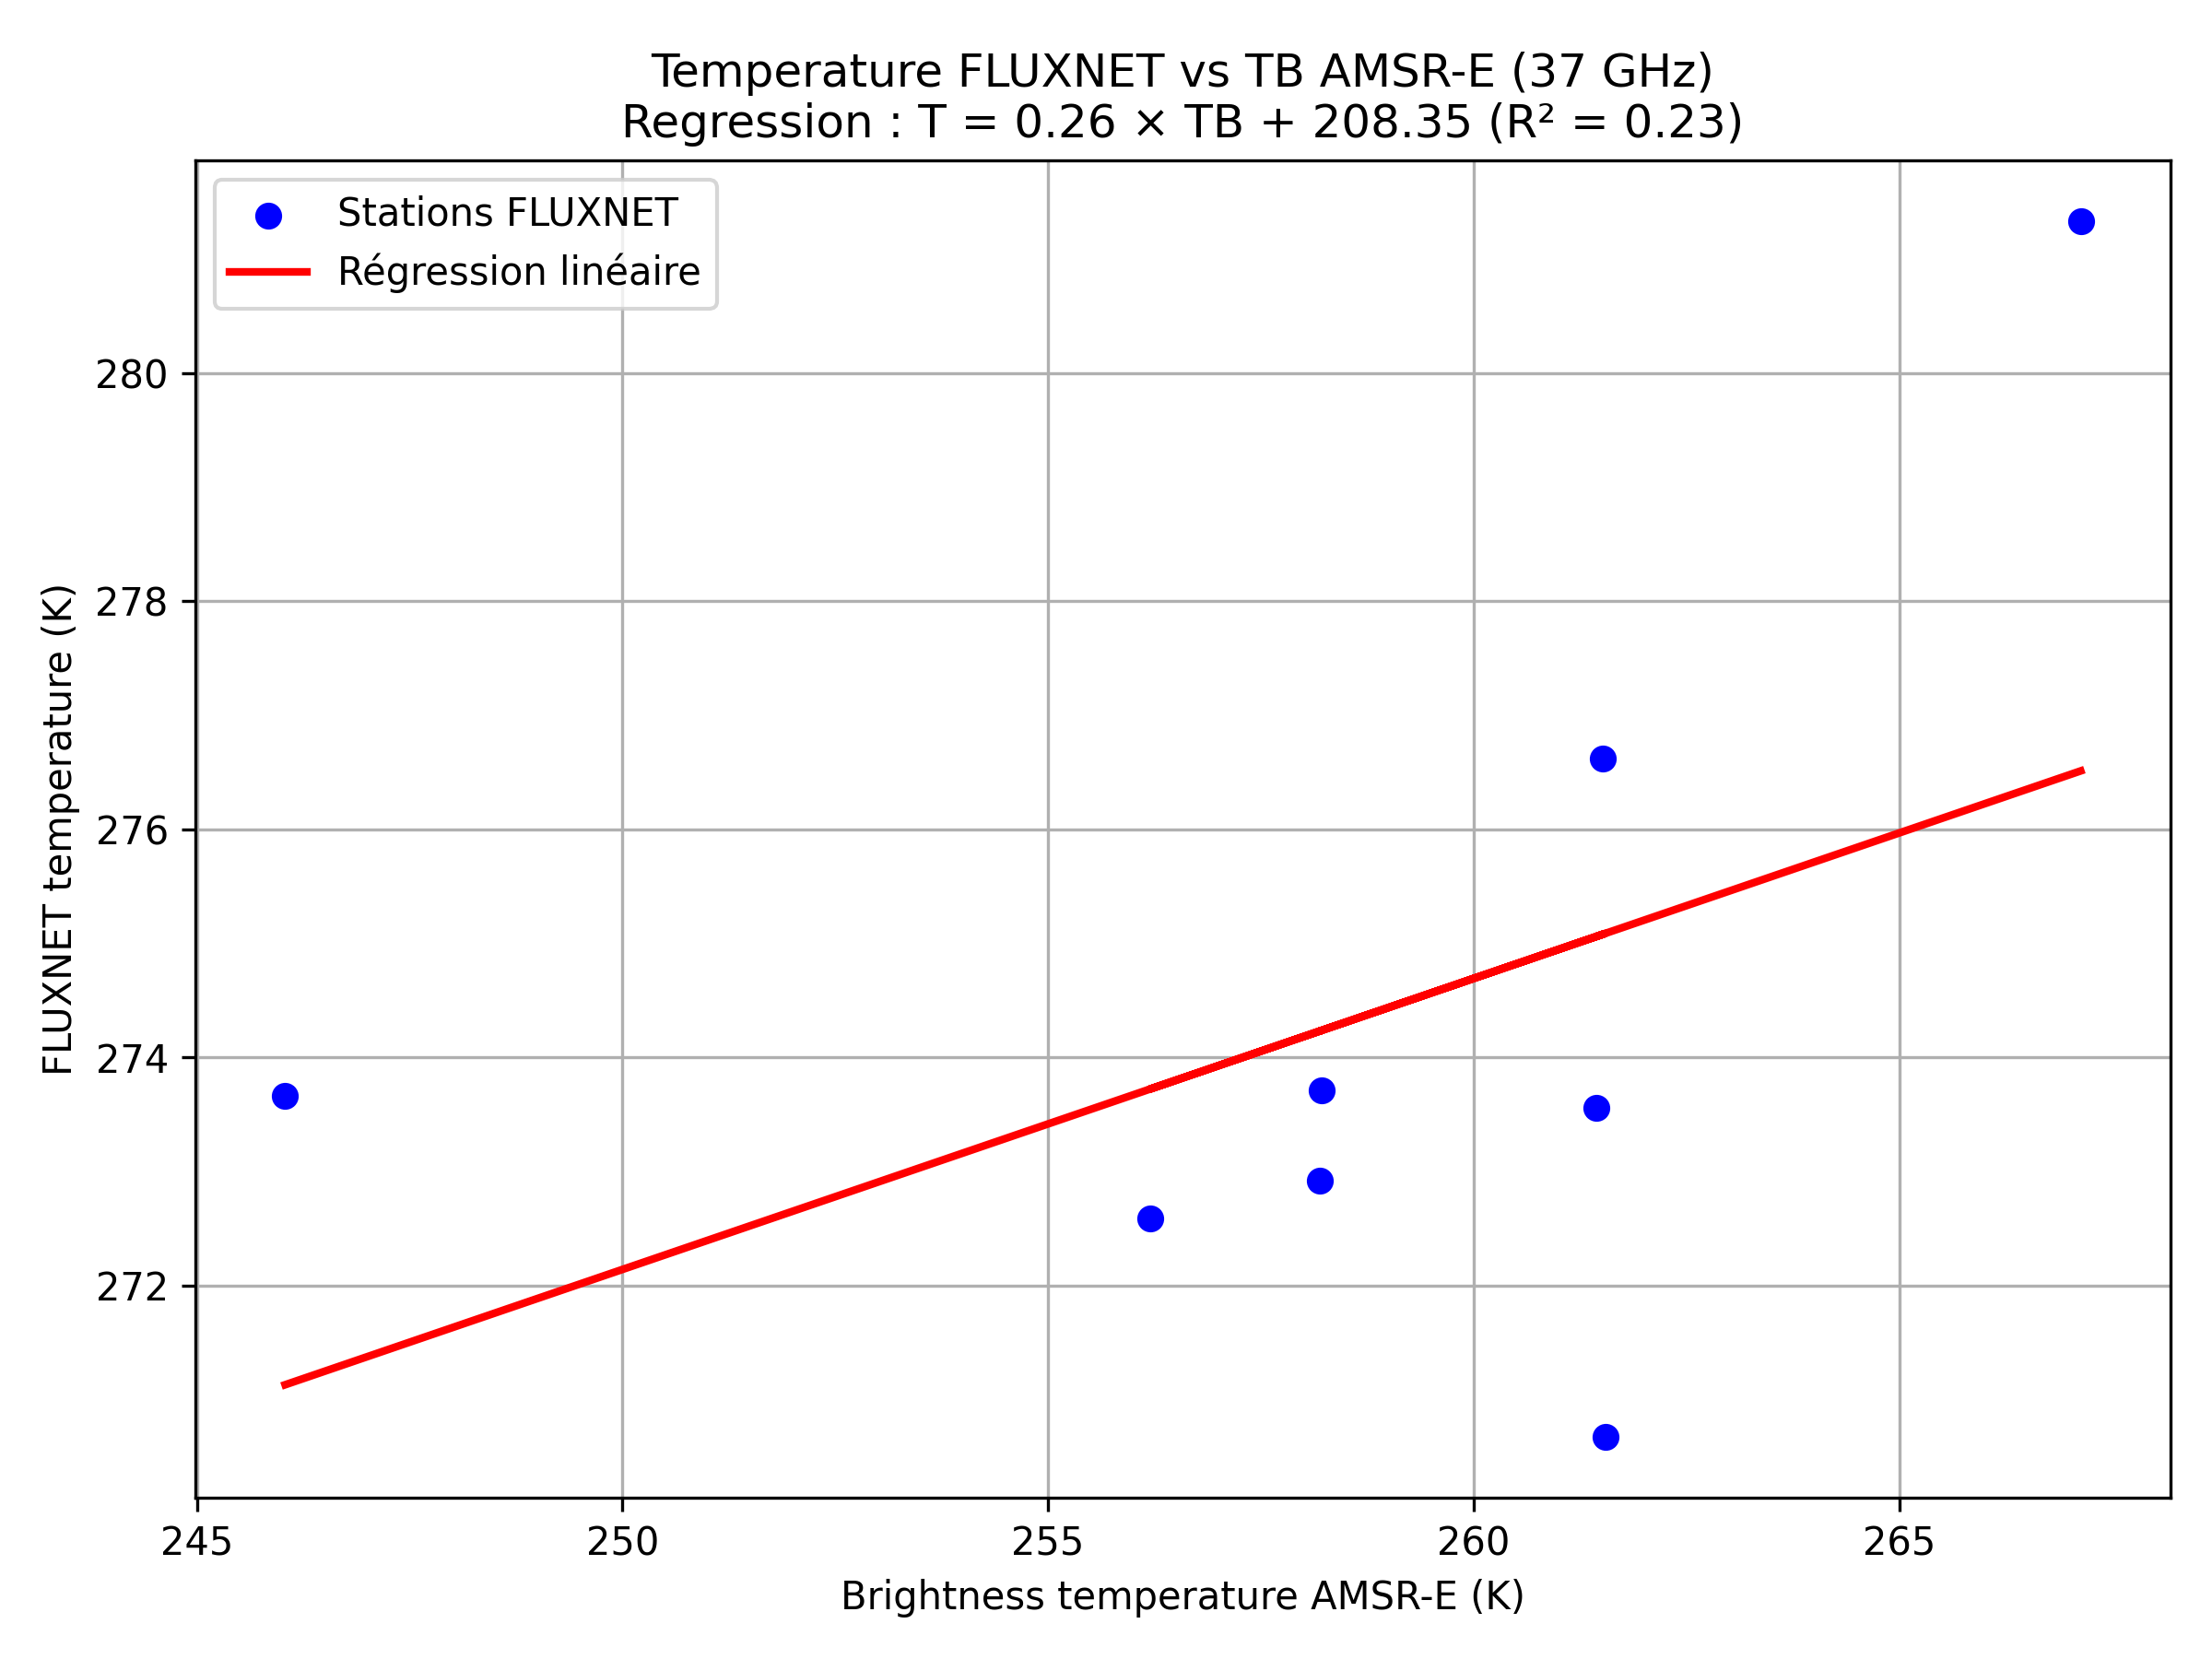 Temperature FLUXNET vs TB AMSR-E (37 GHz)
Regression : T = 0.26 × TB + 208.35 (R² = 0.23)
Stations FLUXNET
Régression linéaire
FLUXNET temperature (K)
280
278
276
274
272
245 250 255 260 265
Brightness temperature AMSR-E (K)